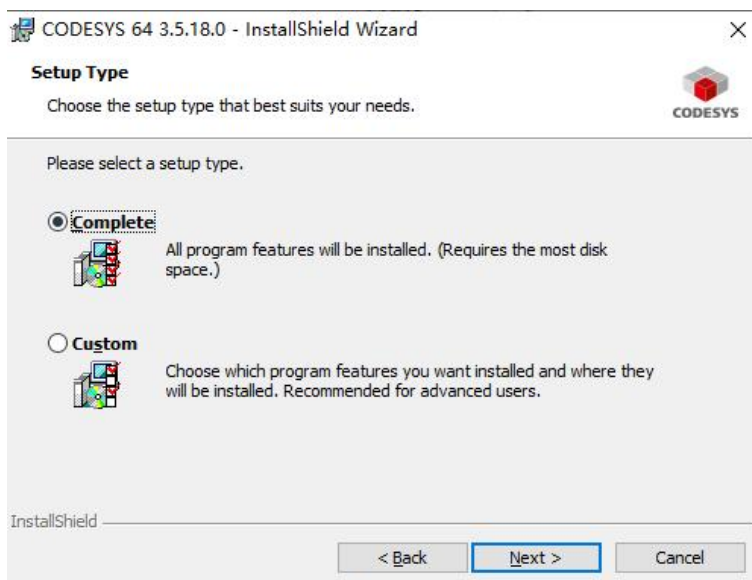 CODESYS 64 3.5.18.0 - InstallShield Wizard
Setup Type
Choose the setup type that best suits your needs.
CODESYS
Please select a setup type.
Complete
All program features will be installed. (Requires the most disk
space.)
Custom
Choose which program features you want installed and where they
will be installed. Recommended for advanced users.
InstallShield
< Back
Next >
Cancel